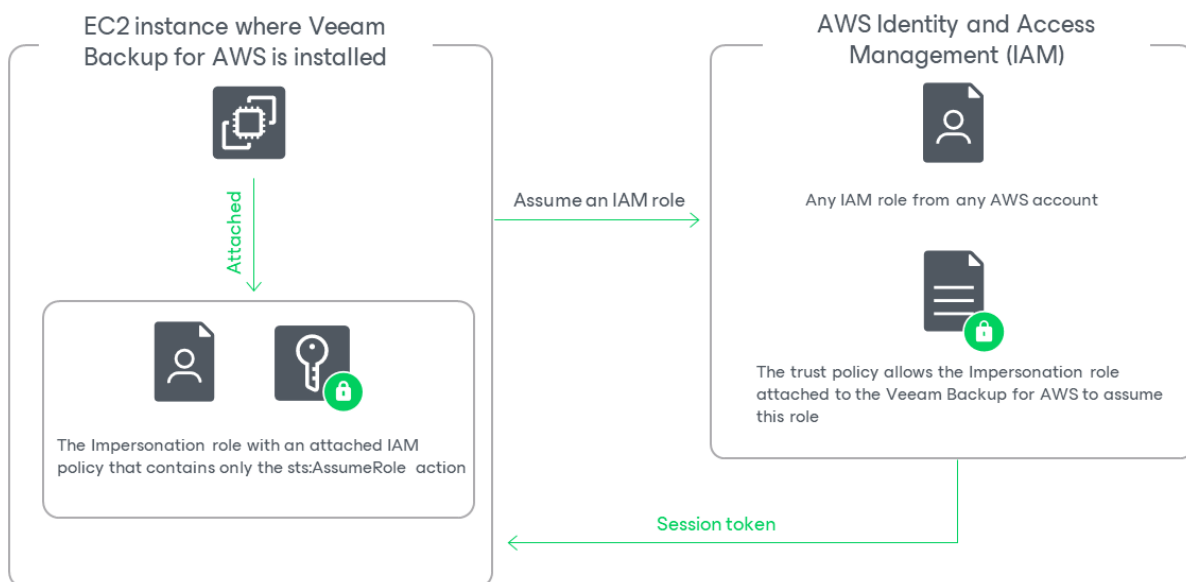 EC2 instance where Veeam
Backup for AWS is installed
Attached
The Impersonation role with an attached IAM
policy that contains only the sts:AssumeRole action
Assume an IAM role
AWS Identity and Access
Management (IAM)
Any IAM role from any AWS account
The trust policy allows the Impersonation role
attached to the Veeam Backup for AWS to assume
this role
Session token